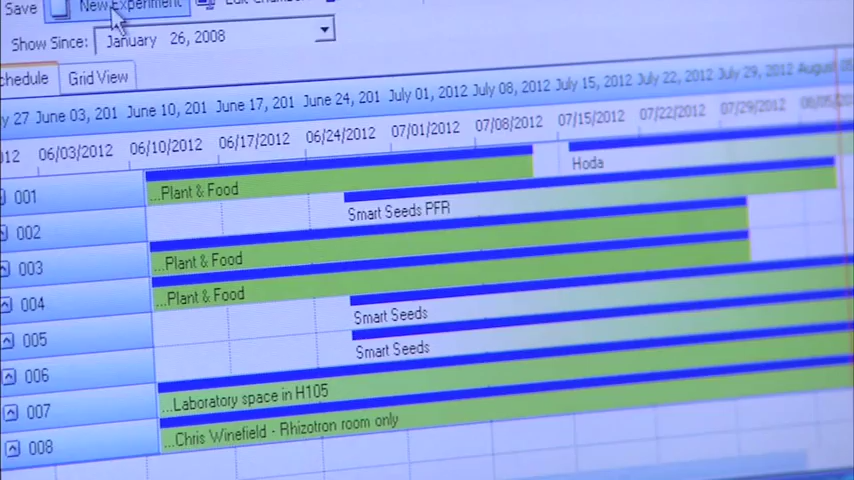 Save New Experiment
Show Since: January 26, 2008
chedule Grid View
y 27 June 03, 201 June 10, 201 June 17, 201 June 24, 201 July 01, 2012 July 08, 2012 July 15, 2012 July 22, 2012 July 29, 2012 August
012 06/03/2012 06/10/2012 06/17/2012 06/24/2012 07/01/2012 07/08/2012 07/15/2012 07/22/2012 07/29/2012
001 ...Plant & Food Hoda
002 Smart Seeds PFR
003 ...Plant & Food
004 ...Plant & Food
005 Smart Seeds
006 Smart Seeds
007 ...Laboratory space in H105
008 ...Chris Winefield - Rhizotron room only